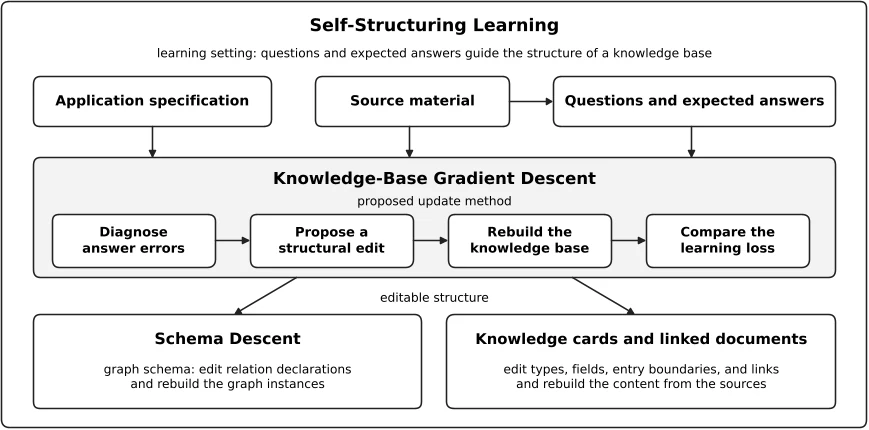 Self-Structuring Learning
learning setting: questions and expected answers guide the structure of a knowledge base
Application specification
Source material
Questions and expected answers
Knowledge-Base Gradient Descent
proposed update method
Diagnose
answer errors
Propose a
structural edit
Rebuild the
knowledge base
Compare the
learning loss
editable structure
Schema Descent
graph schema: edit relation declarations
and rebuild the graph instances
Knowledge cards and linked documents
edit types, fields, entry boundaries, and links
and rebuild the content from the sources